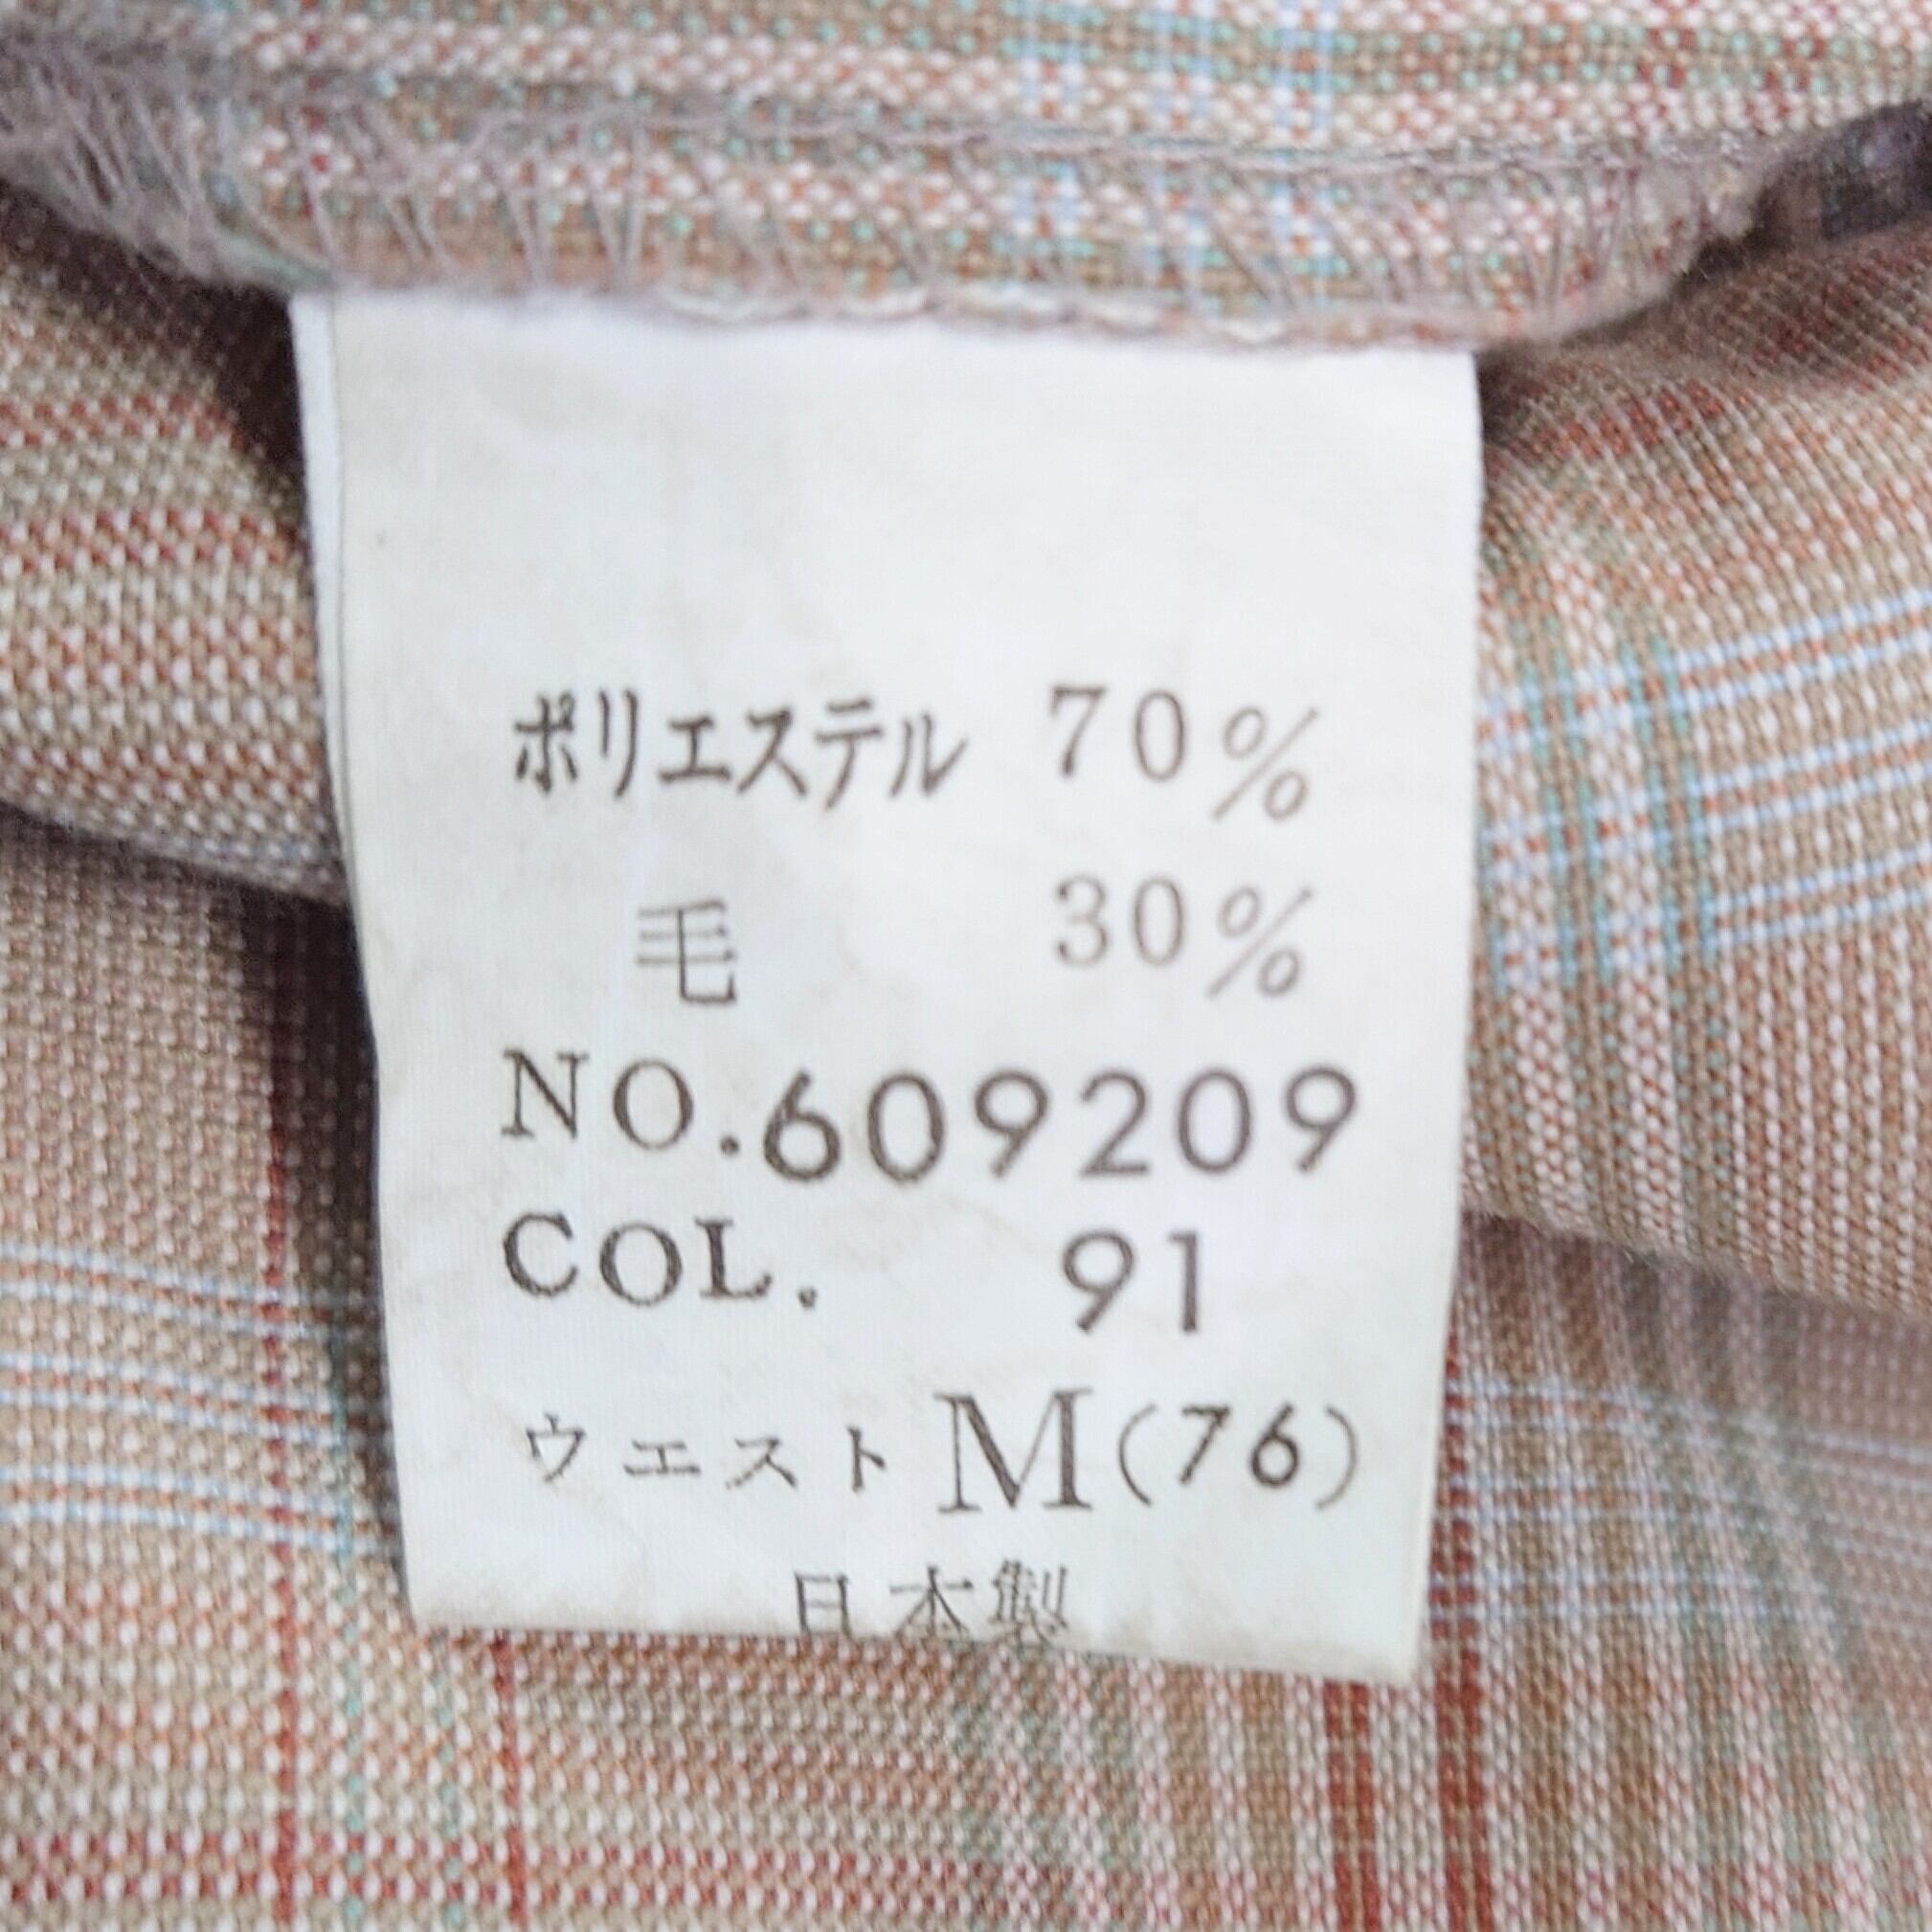 ポリエステル 70%
毛 30%
NO.609209
COL. 91
ウエスト M(76)
日本製